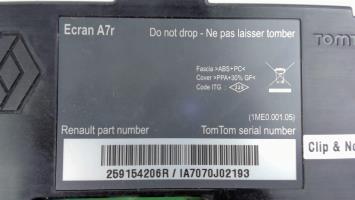 Ecran A7r
Do not drop - Ne pas laisser tomber
TOMT
Fascia >ABS+PC<
Cover >PPA+30% GF<
Code ITG :
(1ME0.001.05)
Renault part number
TomTom serial number
Clip & No
259154206R / IA7070J02193